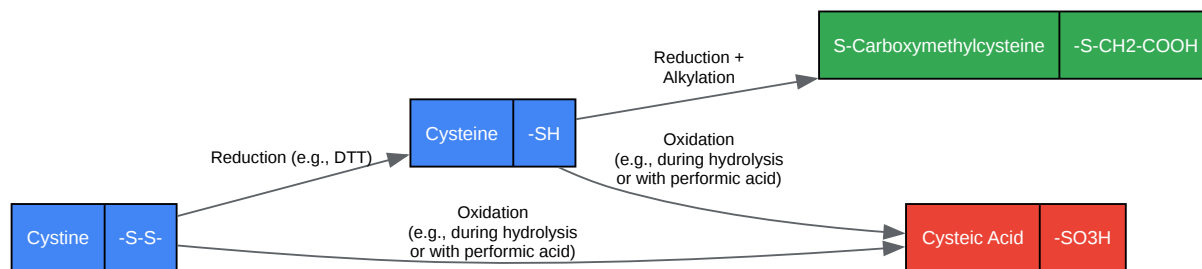 S-Carboxymethylcysteine -S-CH2-COOH
Reduction +
Alkylation
Cysteine -SH
Oxidation
(e.g., during hydrolysis
or with performic acid)
Reduction (e.g., DTT)
Cystine -S-S-
Oxidation
(e.g., during hydrolysis
or with performic acid)
Cysteic Acid -SO3H